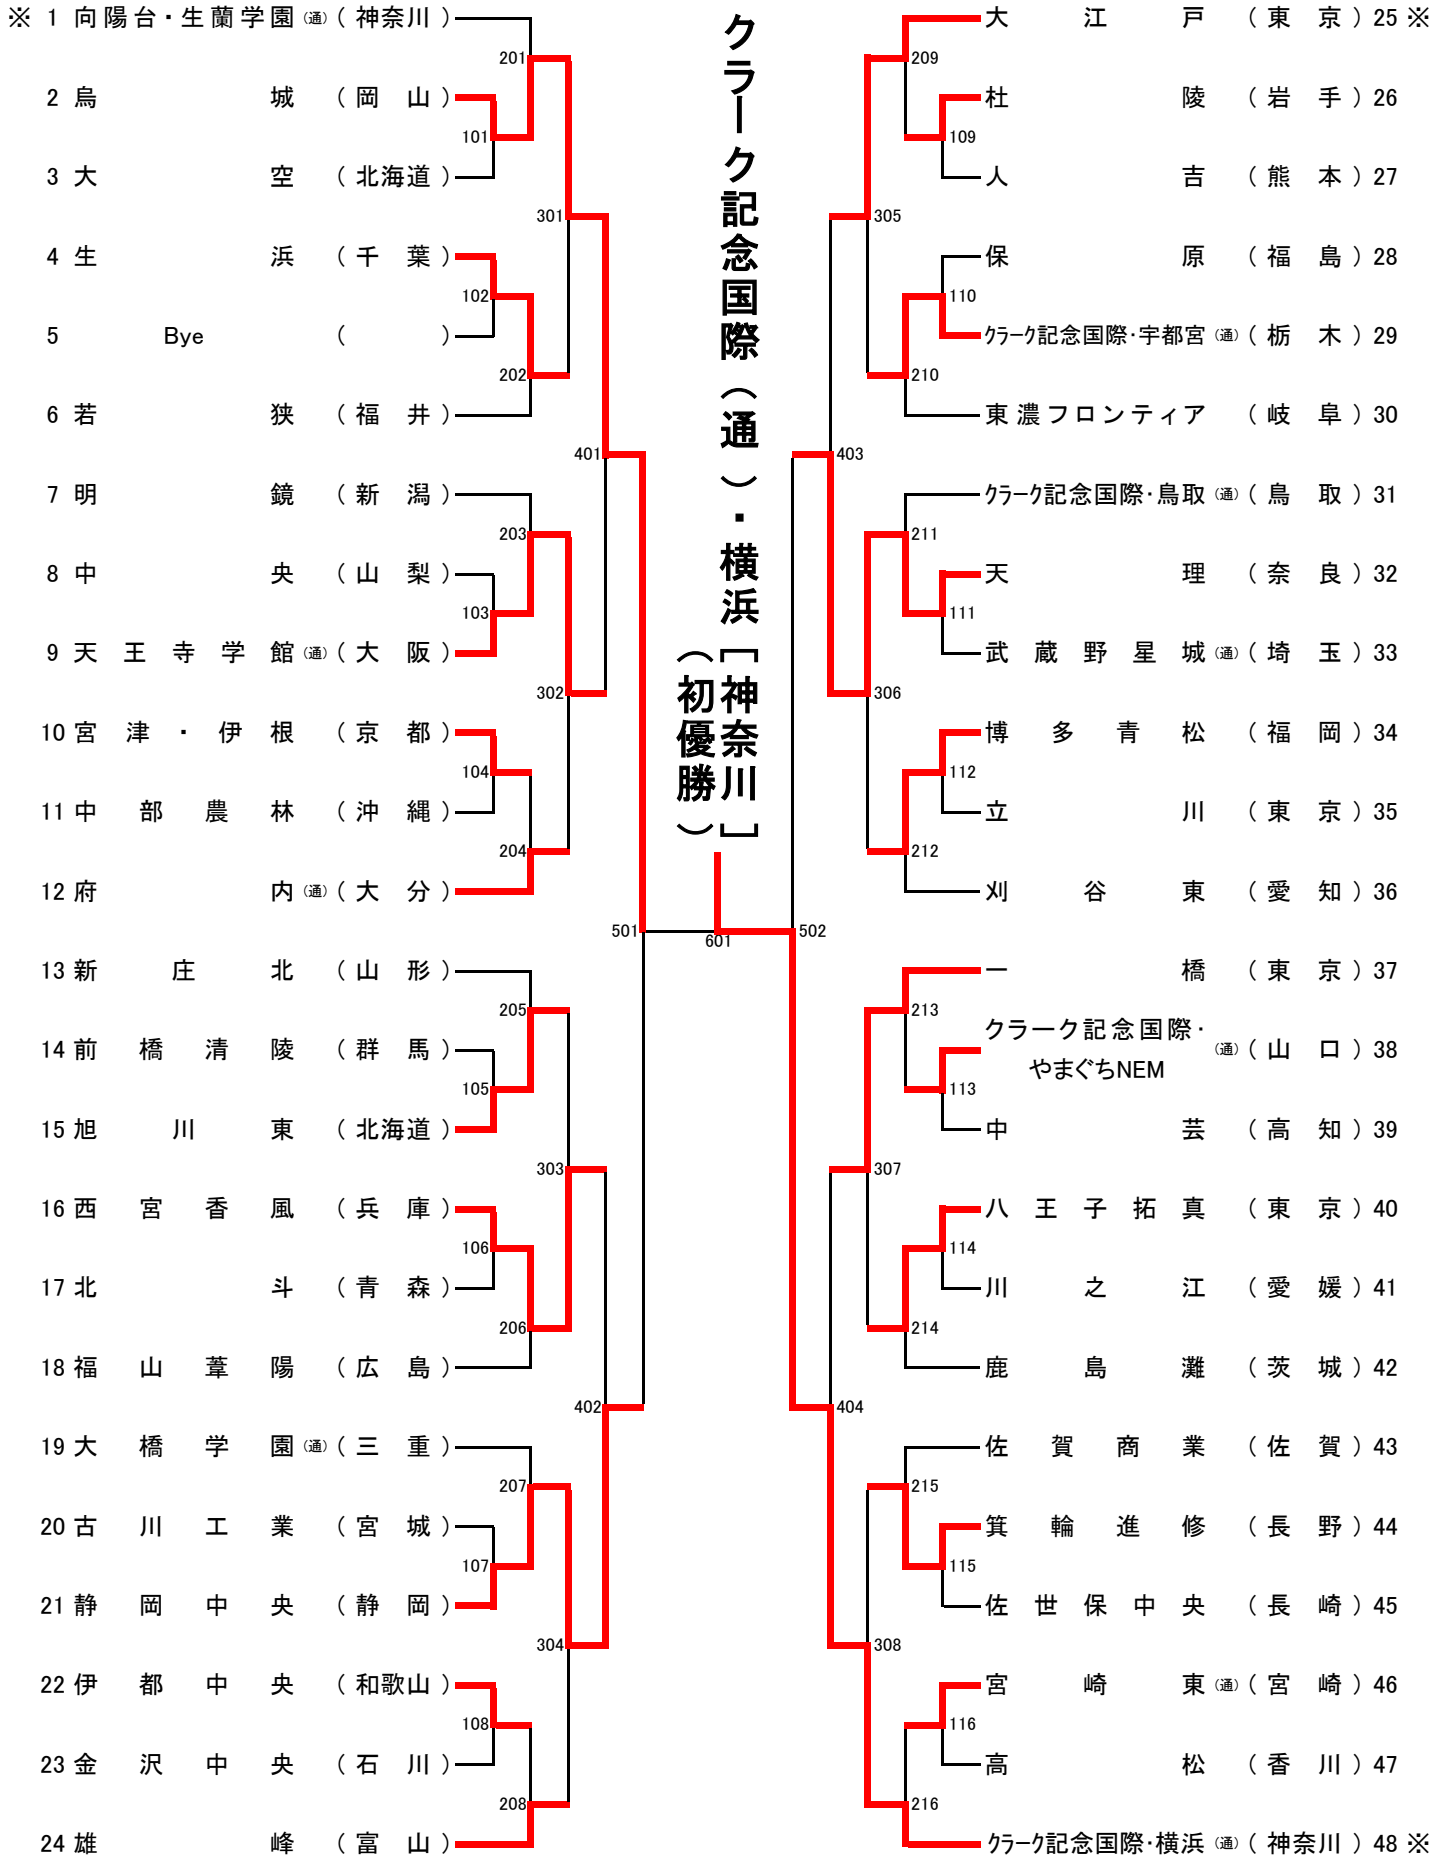 ※ 1 向陽台・生蘭学園 (通) ( 神奈川 )
201
2 烏城 ( 岡山 )
101
3 大空 ( 北海道 )
301
4 生浜 ( 千葉 )
102
5 Bye ( )
202
6 若狭 ( 福井 )
401
7 明鏡 ( 新潟 )
203
8 中央 ( 山梨 )
103
9 天王寺学館 (通) ( 大阪 )
302
10 宮津・伊根 ( 京都 )
104
11 中部農林 ( 沖縄 )
204
12 府内 (通) ( 大分 )
501
13 新庄北 ( 山形 )
205
14 前橋清陵 ( 群馬 )
105
15 旭川東 ( 北海道 )
303
16 西宮香風 ( 兵庫 )
106
17 北斗 ( 青森 )
206
18 福山葦陽 ( 広島 )
402
19 大橋学園 (通) ( 三重 )
207
20 古川工業 ( 宮城 )
107
21 静岡中央 ( 静岡 )
304
22 伊都中央 ( 和歌山 )
108
23 金沢中央 ( 石川 )
208
24 雄峰 ( 富山 )
クラーク記念国際（通）・横浜［神奈川］
（初優勝）
601
大江戸 ( 東京 ) 25 ※
209
杜陵 ( 岩手 ) 26
109
人吉 ( 熊本 ) 27
305
保原 ( 福島 ) 28
110
クラーク記念国際・宇都宮 (通) ( 栃木 ) 29
210
東濃フロンティア ( 岐阜 ) 30
403
クラーク記念国際・鳥取 (通) ( 鳥取 ) 31
211
天理 ( 奈良 ) 32
111
武蔵野星城 (通) ( 埼玉 ) 33
306
博多青松 ( 福岡 ) 34
112
立川 ( 東京 ) 35
212
刈谷東 ( 愛知 ) 36
502
一橋 ( 東京 ) 37
213
クラーク記念国際・
やまぐちNEM (通) ( 山口 ) 38
113
中芸 ( 高知 ) 39
307
八王子拓真 ( 東京 ) 40
114
川之江 ( 愛媛 ) 41
214
鹿島灘 ( 茨城 ) 42
404
佐賀商業 ( 佐賀 ) 43
215
箕輪進修 ( 長野 ) 44
115
佐世保中央 ( 長崎 ) 45
308
宮崎東 (通) ( 宮崎 ) 46
116
高松 ( 香川 ) 47
216
クラーク記念国際・横浜 (通) ( 神奈川 ) 48 ※